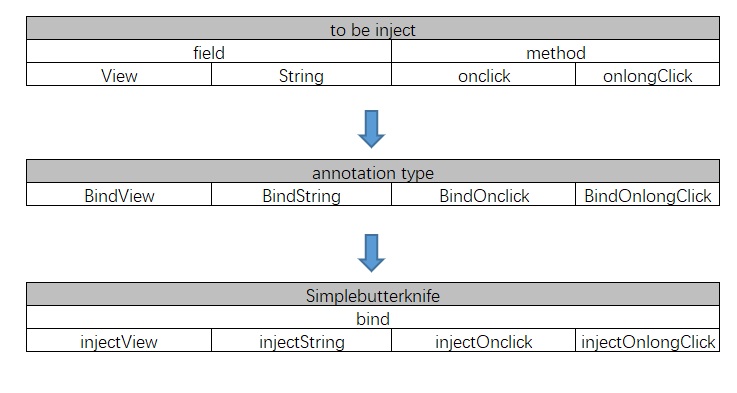 to be inject
field method
View String onclick onlongClick
annotation type
BindView BindString BindOnclick BindOnlongClick
Simplebutterknife
bind
injectView injectString injectOnclick injectOnlongClick